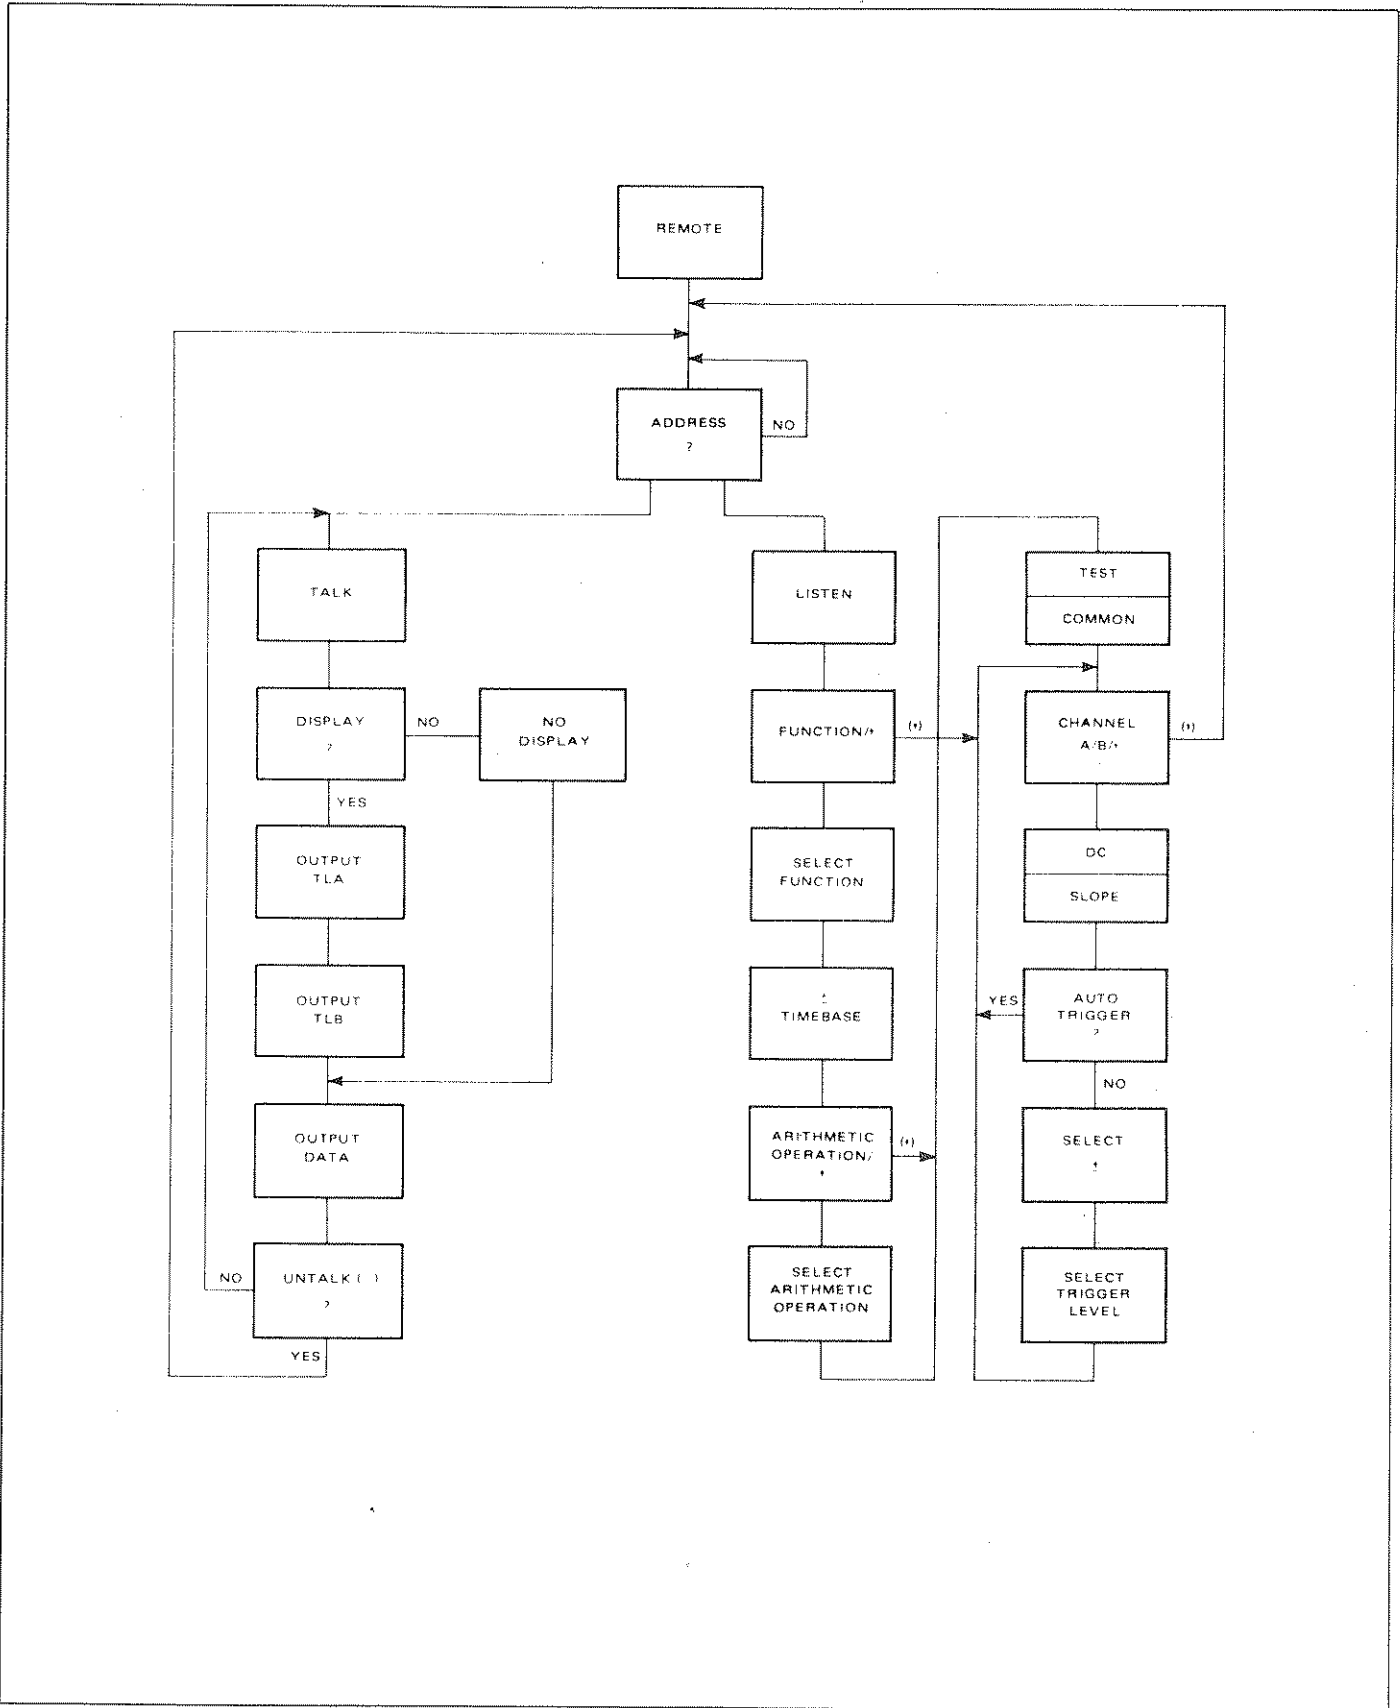 REMOTE
ADDRESS
?
NO
TALK
DISPLAY
?
NO
NO
DISPLAY
YES
OUTPUT
TLA
OUTPUT
TLB
OUTPUT
DATA
UNTALK ( )
?
NO
YES
LISTEN
FUNCTION/
SELECT
FUNCTION
TIMEBASE
ARITHMETIC
OPERATION/
SELECT
ARITHMETIC
OPERATION
TEST
COMMON
CHANNEL
A/B/
DC
SLOPE
AUTO
TRIGGER
?
YES
NO
SELECT
SELECT
TRIGGER
LEVEL